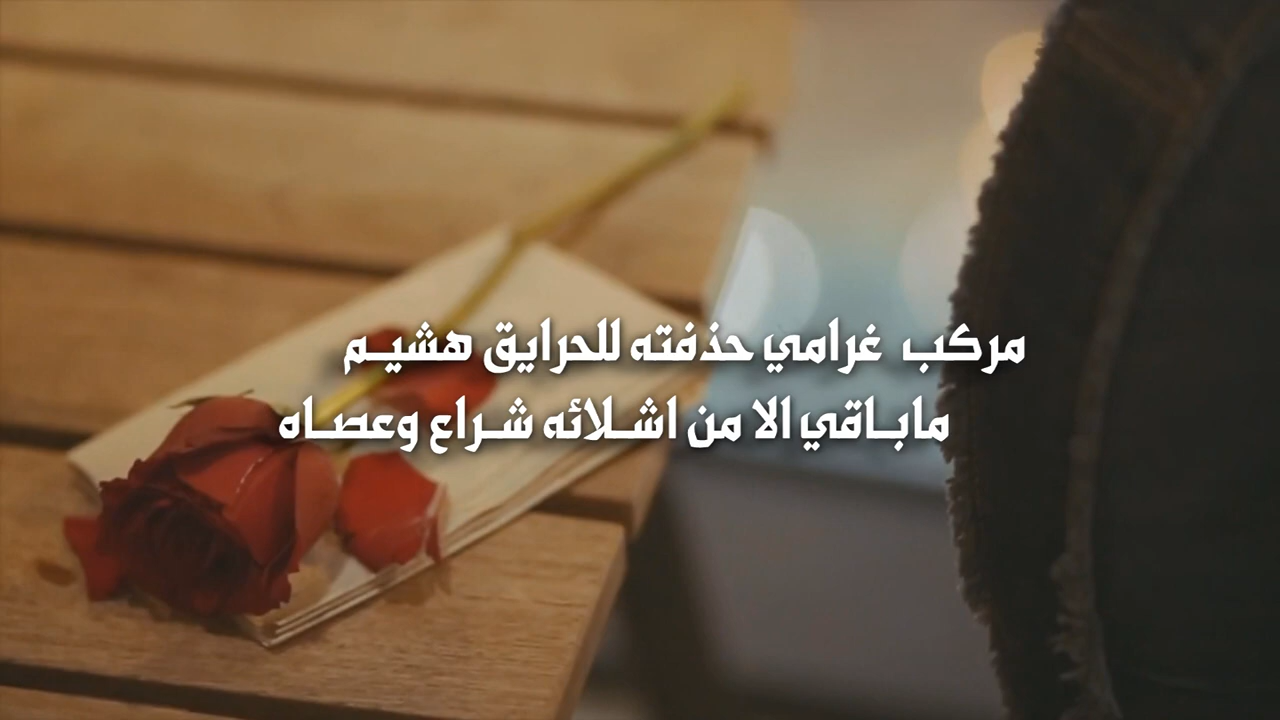 مركب غرامي حذفته للحرايق هشيم
ماباقي الا من اشلائه شراع وعصاه